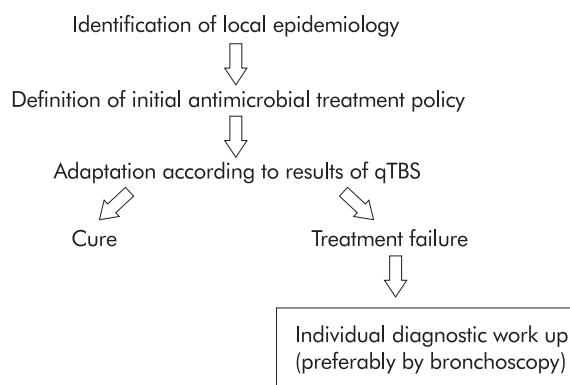 Identification of local epidemiology
Definition of initial antimicrobial treatment policy
Adaptation according to results of qTBS
Cure
Treatment failure
Individual diagnostic work up
(preferably by bronchoscopy)